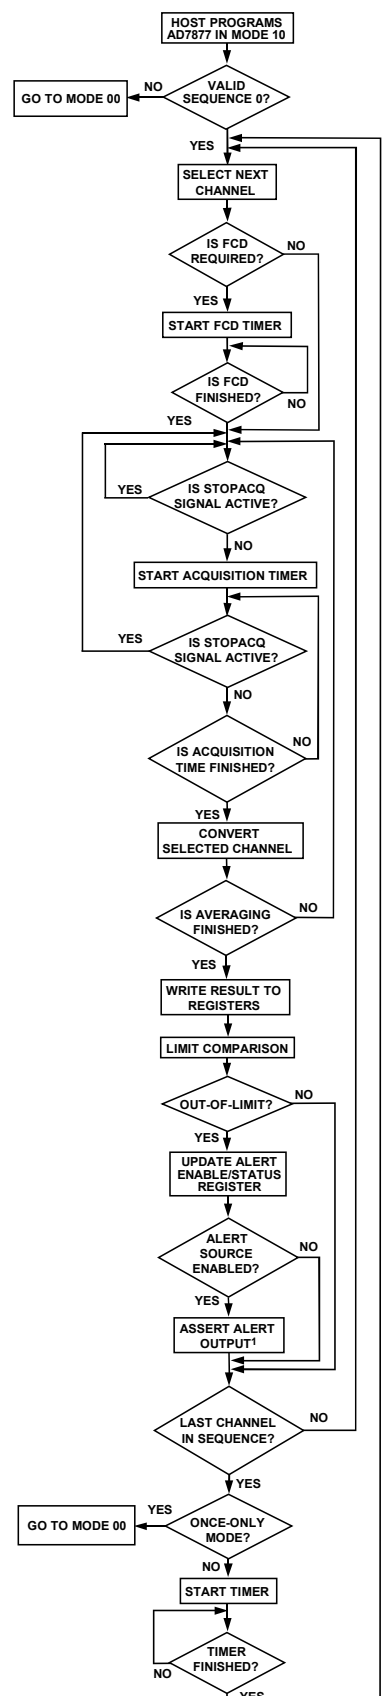 HOST PROGRAMS
AD7877 IN MODE 10
VALID
SEQUENCE 0?
NO
GO TO MODE 00
YES
SELECT NEXT
CHANNEL
IS FCD
REQUIRED?
NO
YES
START FCD TIMER
IS FCD
FINISHED?
NO
YES
IS STOPACQ
SIGNAL ACTIVE?
YES
NO
START ACQUISITION TIMER
IS STOPACQ
SIGNAL ACTIVE?
YES
NO
IS ACQUISITION
TIME FINISHED?
NO
YES
CONVERT
SELECTED CHANNEL
IS AVERAGING
FINISHED?
NO
YES
WRITE RESULT TO
REGISTERS
LIMIT COMPARISON
OUT-OF-LIMIT?
NO
YES
UPDATE ALERT
ENABLE/STATUS
REGISTER
ALERT
SOURCE
ENABLED?
NO
YES
ASSERT ALERT
OUTPUT¹
LAST CHANNEL
IN SEQUENCE?
NO
YES
ONCE-ONLY
MODE?
YES
GO TO MODE 00
NO
START TIMER
TIMER
FINISHED?
NO
YES